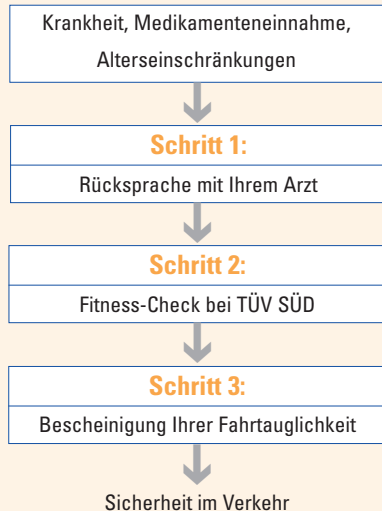 Krankheit, Medikamenteneinnahme,
Alterseinschränkungen
Schritt 1:
Rücksprache mit Ihrem Arzt
Schritt 2:
Fitness-Check bei TÜV SÜD
Schritt 3:
Bescheinigung Ihrer Fahrtauglichkeit
Sicherheit im Verkehr